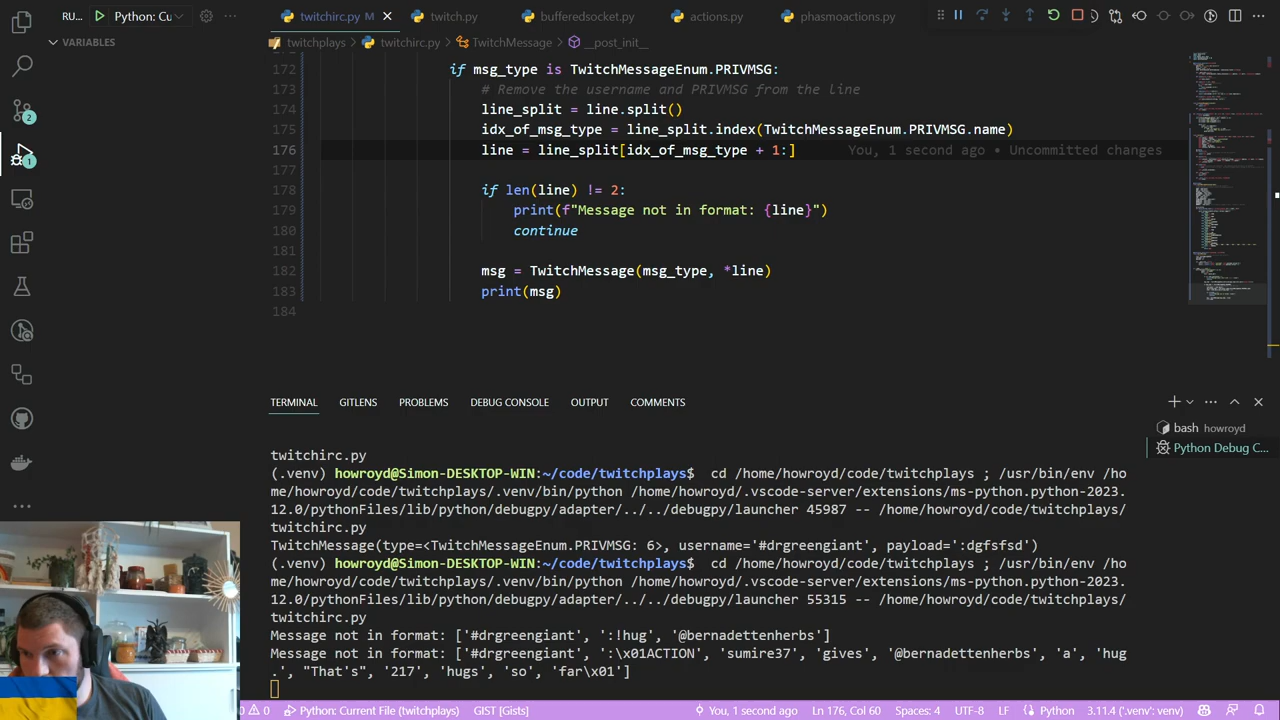 RU...
Python: Cu
twitchirc.py M
twitch.py
bufferedsocket.py
actions.py
phasmoactions.py
VARIABLES
twitchplays > twitchirc.py > TwitchMessage > __post_init__
172 if msg_type is TwitchMessageEnum.PRIVMSG:
173 # Remove the username and PRIVMSG from the line
174 line_split = line.split()
175 idx_of_msg_type = line_split.index(TwitchMessageEnum.PRIVMSG.name)
176 line = line_split[idx_of_msg_type + 1:] You, 1 second ago • Uncommitted changes
177
178 if len(line) != 2:
179 print(f"Message not in format: {line}")
180 continue
181
182 msg = TwitchMessage(msg_type, *line)
183 print(msg)
184
2
1
TERMINAL GITLENS PROBLEMS DEBUG CONSOLE OUTPUT COMMENTS
bash howroyd
Python Debug C...
twitchirc.py
(.venv) howroyd@Simon-DESKTOP-WIN:~/code/twitchplays$ cd /home/howroyd/code/twitchplays ; /usr/bin/env /ho
me/howroyd/code/twitchplays/.venv/bin/python /home/howroyd/.vscode-server/extensions/ms-python.python-2023.
12.0/pythonFiles/lib/python/debugpy/adapter/../../debugpy/launcher 45987 -- /home/howroyd/code/twitchplays/
twitchirc.py
TwitchMessage(type=<TwitchMessageEnum.PRIVMSG: 6>, username='#drgreengiant', payload=':dgfsfsd')
(.venv) howroyd@Simon-DESKTOP-WIN:~/code/twitchplays$ cd /home/howroyd/code/twitchplays ; /usr/bin/env /ho
me/howroyd/code/twitchplays/.venv/bin/python /home/howroyd/.vscode-server/extensions/ms-python.python-2023.
12.0/pythonFiles/lib/python/debugpy/adapter/../../debugpy/launcher 55315 -- /home/howroyd/code/twitchplays/
twitchirc.py
Message not in format: ['#drgreengiant', ':!hug', '@bernadettenherbs']
Message not in format: ['#drgreengiant', ':\x01ACTION', 'sumire37', 'gives', '@bernadettenherbs', 'a', 'hug
.', "That's", '217', 'hugs', 'so', 'far\x01']
0 Python: Current File (twitchplays) GIST [Gists] You, 1 second ago Ln 176, Col 60 Spaces: 4 UTF-8 LF Python 3.11.4 ('.venv': venv)